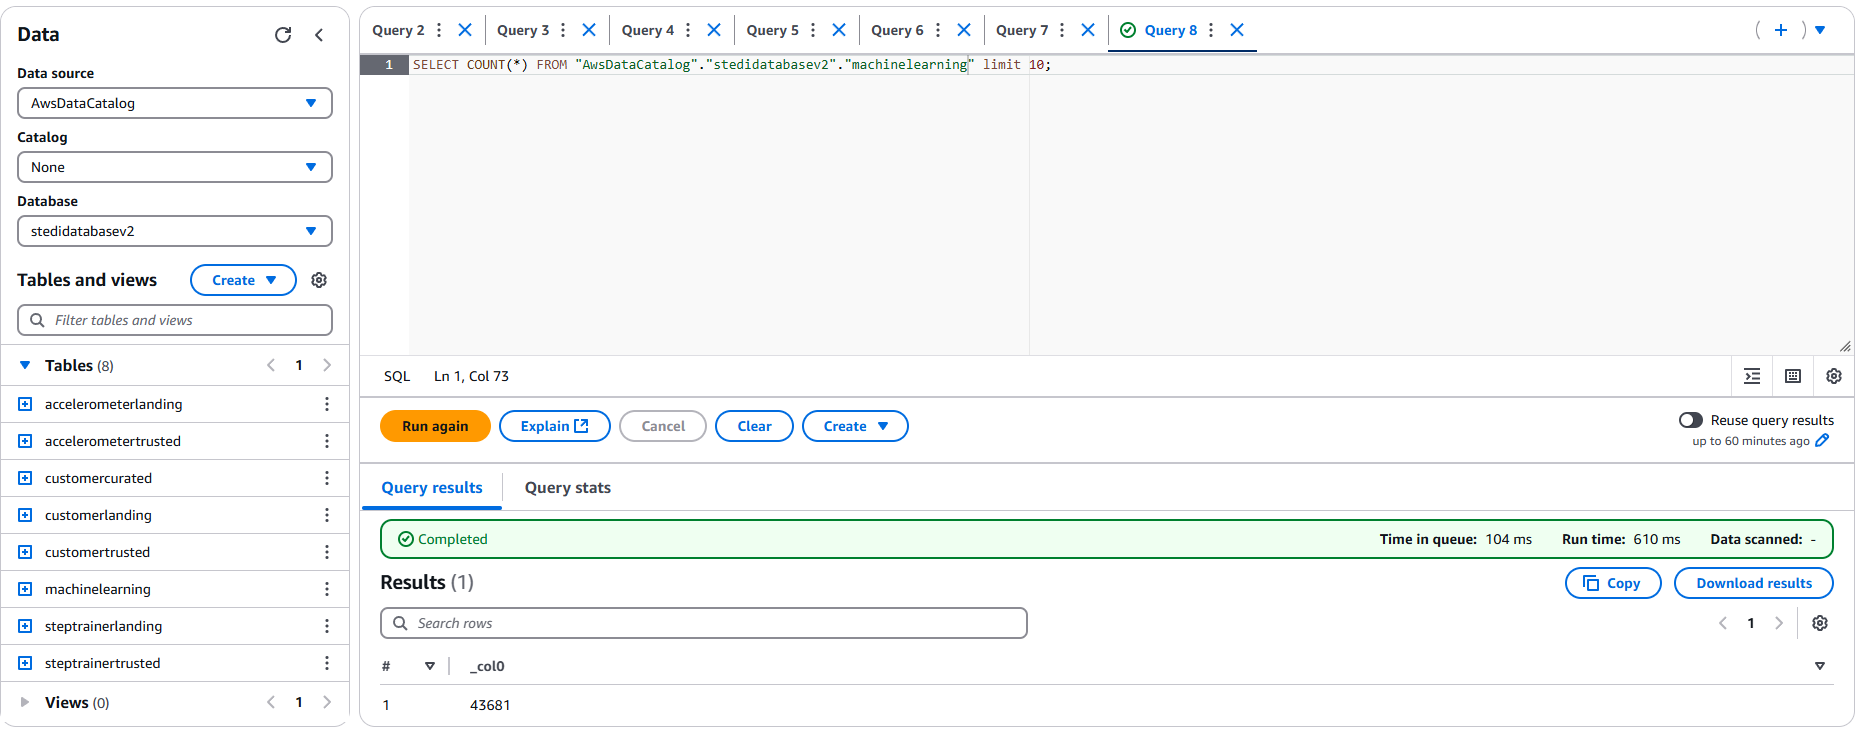 Data
Data source
AwsDataCatalog
Catalog
None
Database
stedidatabasev2
Tables and views
Create
Filter tables and views
Tables (8)
1
accelerometerlanding
accelerometertrusted
customercurated
customerlanding
customertrusted
machinelearning
steptrainerlanding
steptrainertrusted
Views (0)
1
Query 2
Query 3
Query 4
Query 5
Query 6
Query 7
Query 8
1 SELECT COUNT(*) FROM "AwsDataCatalog"."stedidatabasev2"."machinelearning" limit 10;
SQL Ln 1, Col 73
Run again
Explain
Cancel
Clear
Create
Reuse query results
up to 60 minutes ago
Query results
Query stats
Completed
Time in queue: 104 ms Run time: 610 ms Data scanned: -
Results (1)
Copy
Download results
Search rows
1
# _col0
1 43681